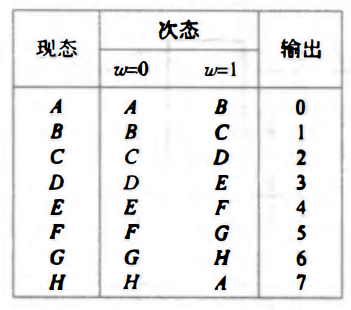 现态 次态 输出
w=0 w=1
A A B 0
B B C 1
C C D 2
D D E 3
E E F 4
F F G 5
G G H 6
H H A 7